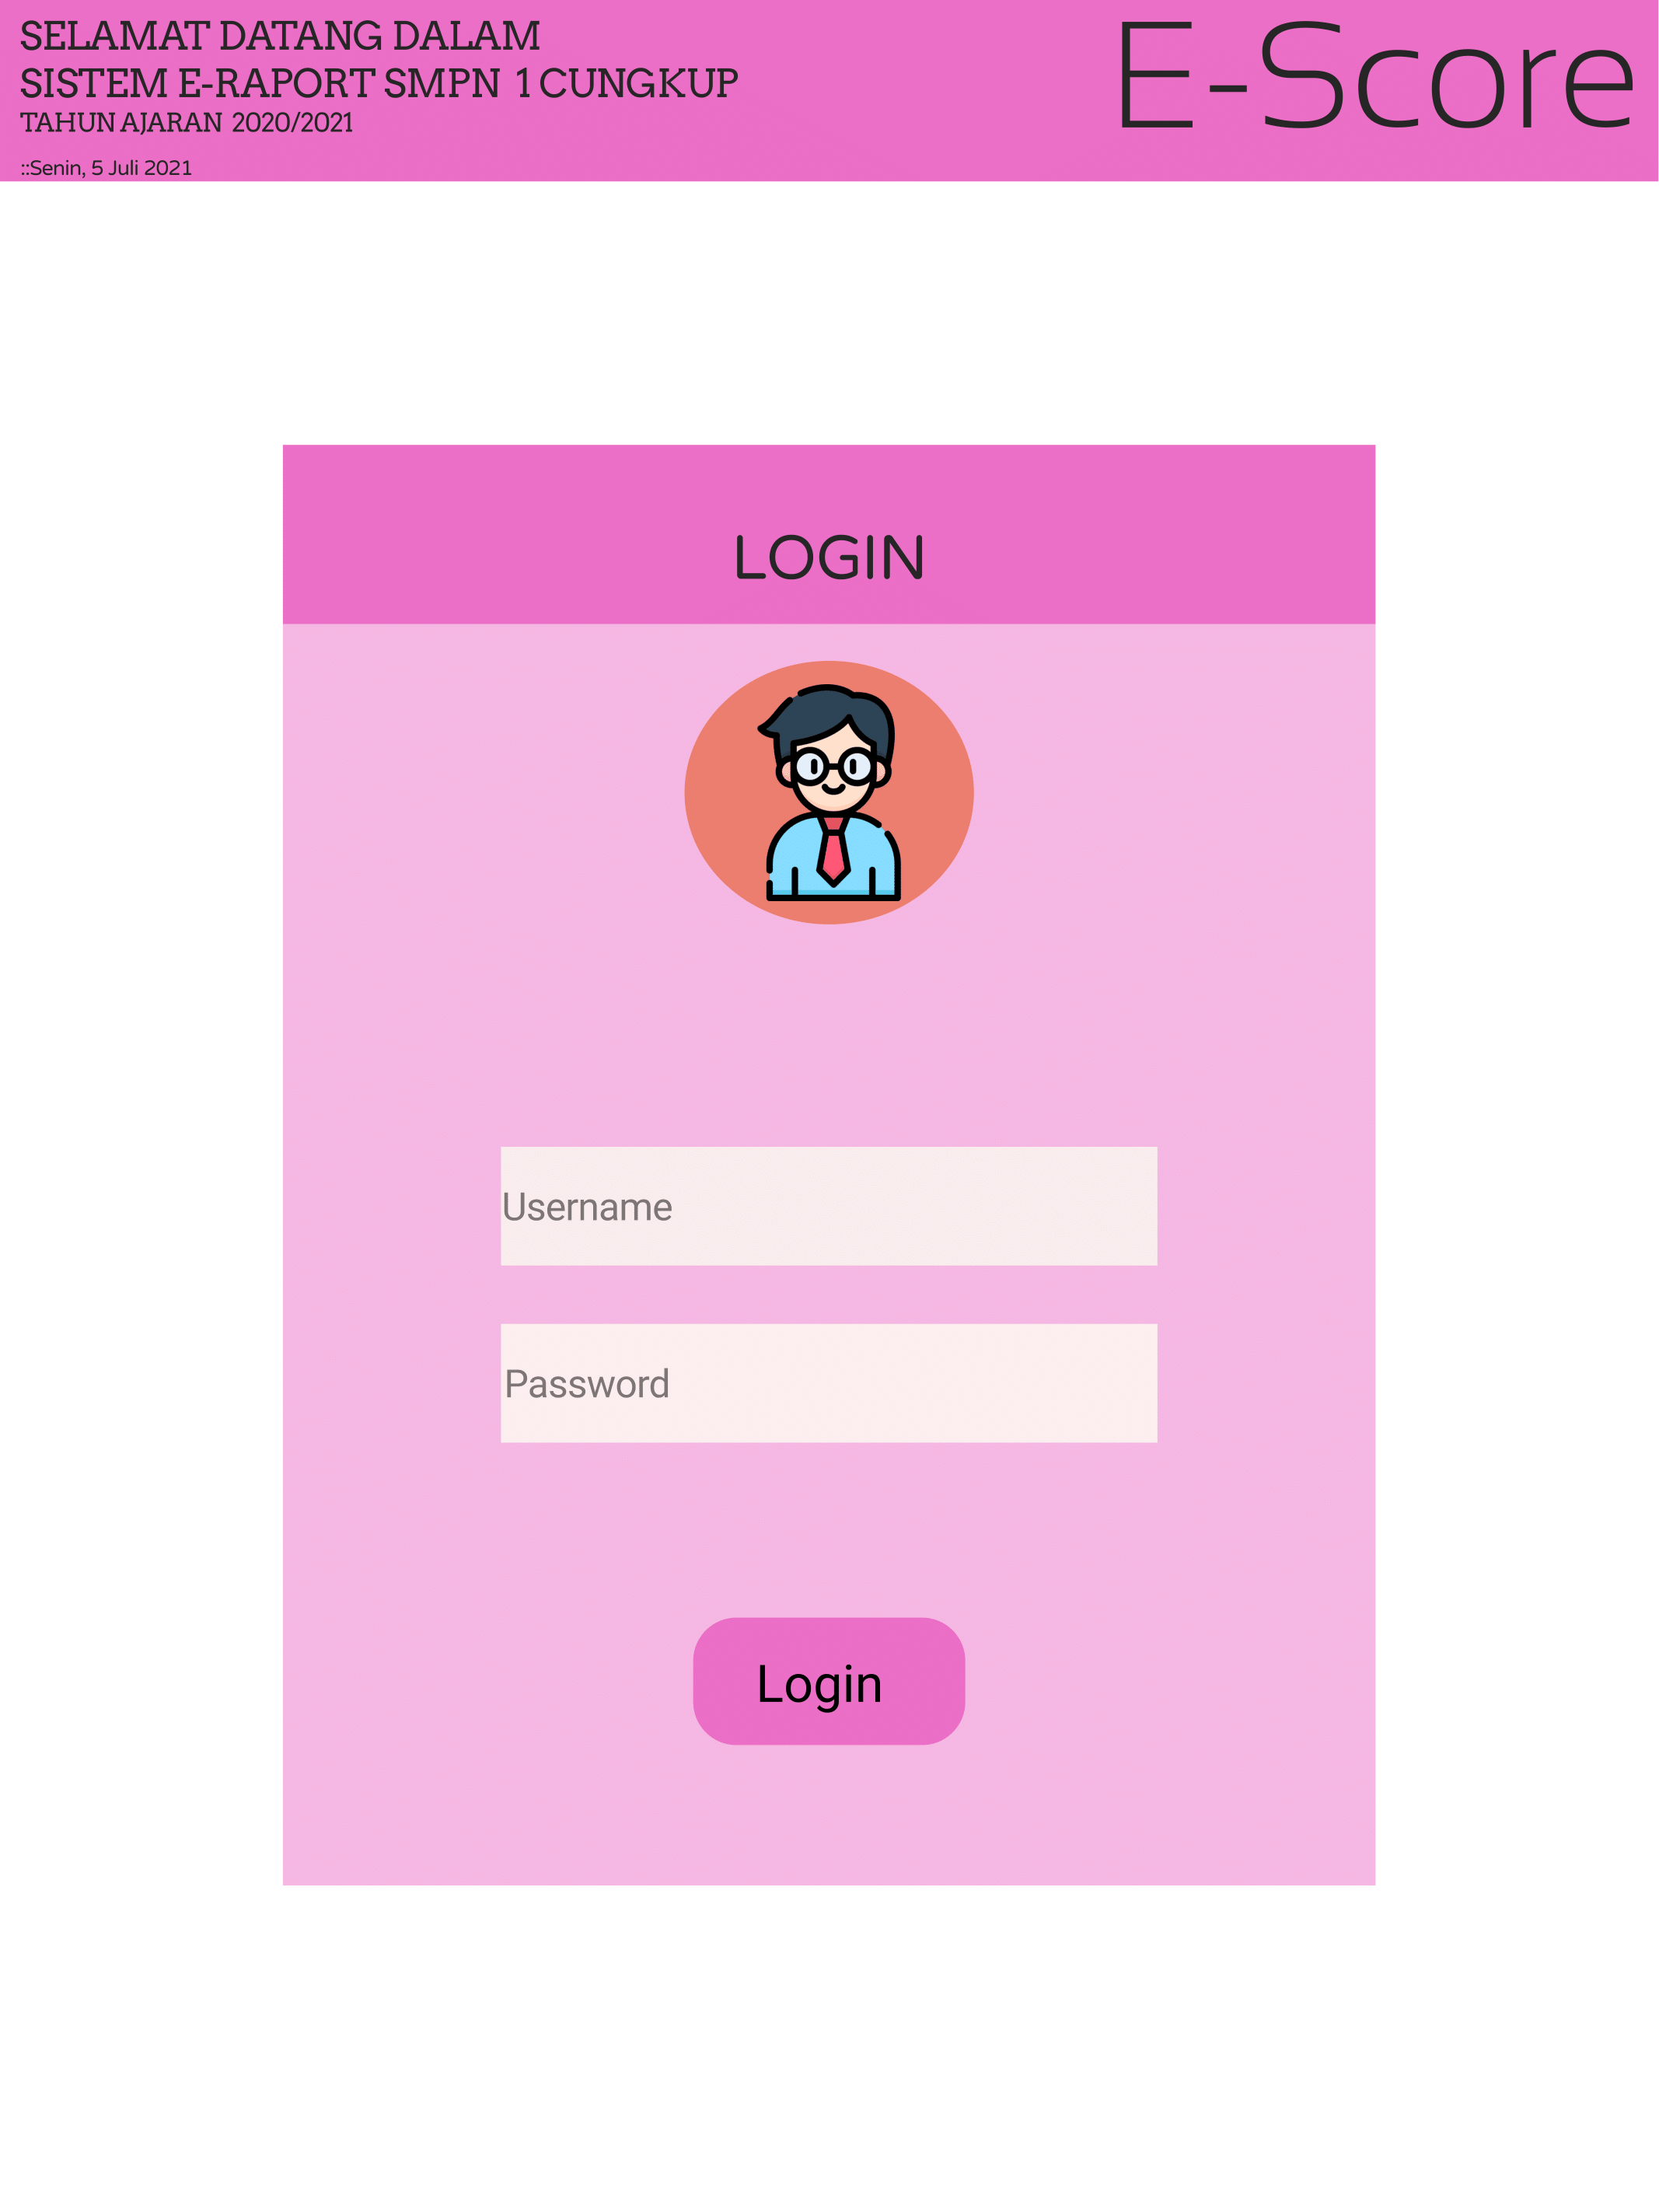 SELAMAT DATANG DALAM
SISTEM E-RAPORT SMPN 1 CUNGKUP
TAHUN AJARAN 2020/2021
::Senin, 5 Juli 2021
E-Score
LOGIN
Username
Password
Login